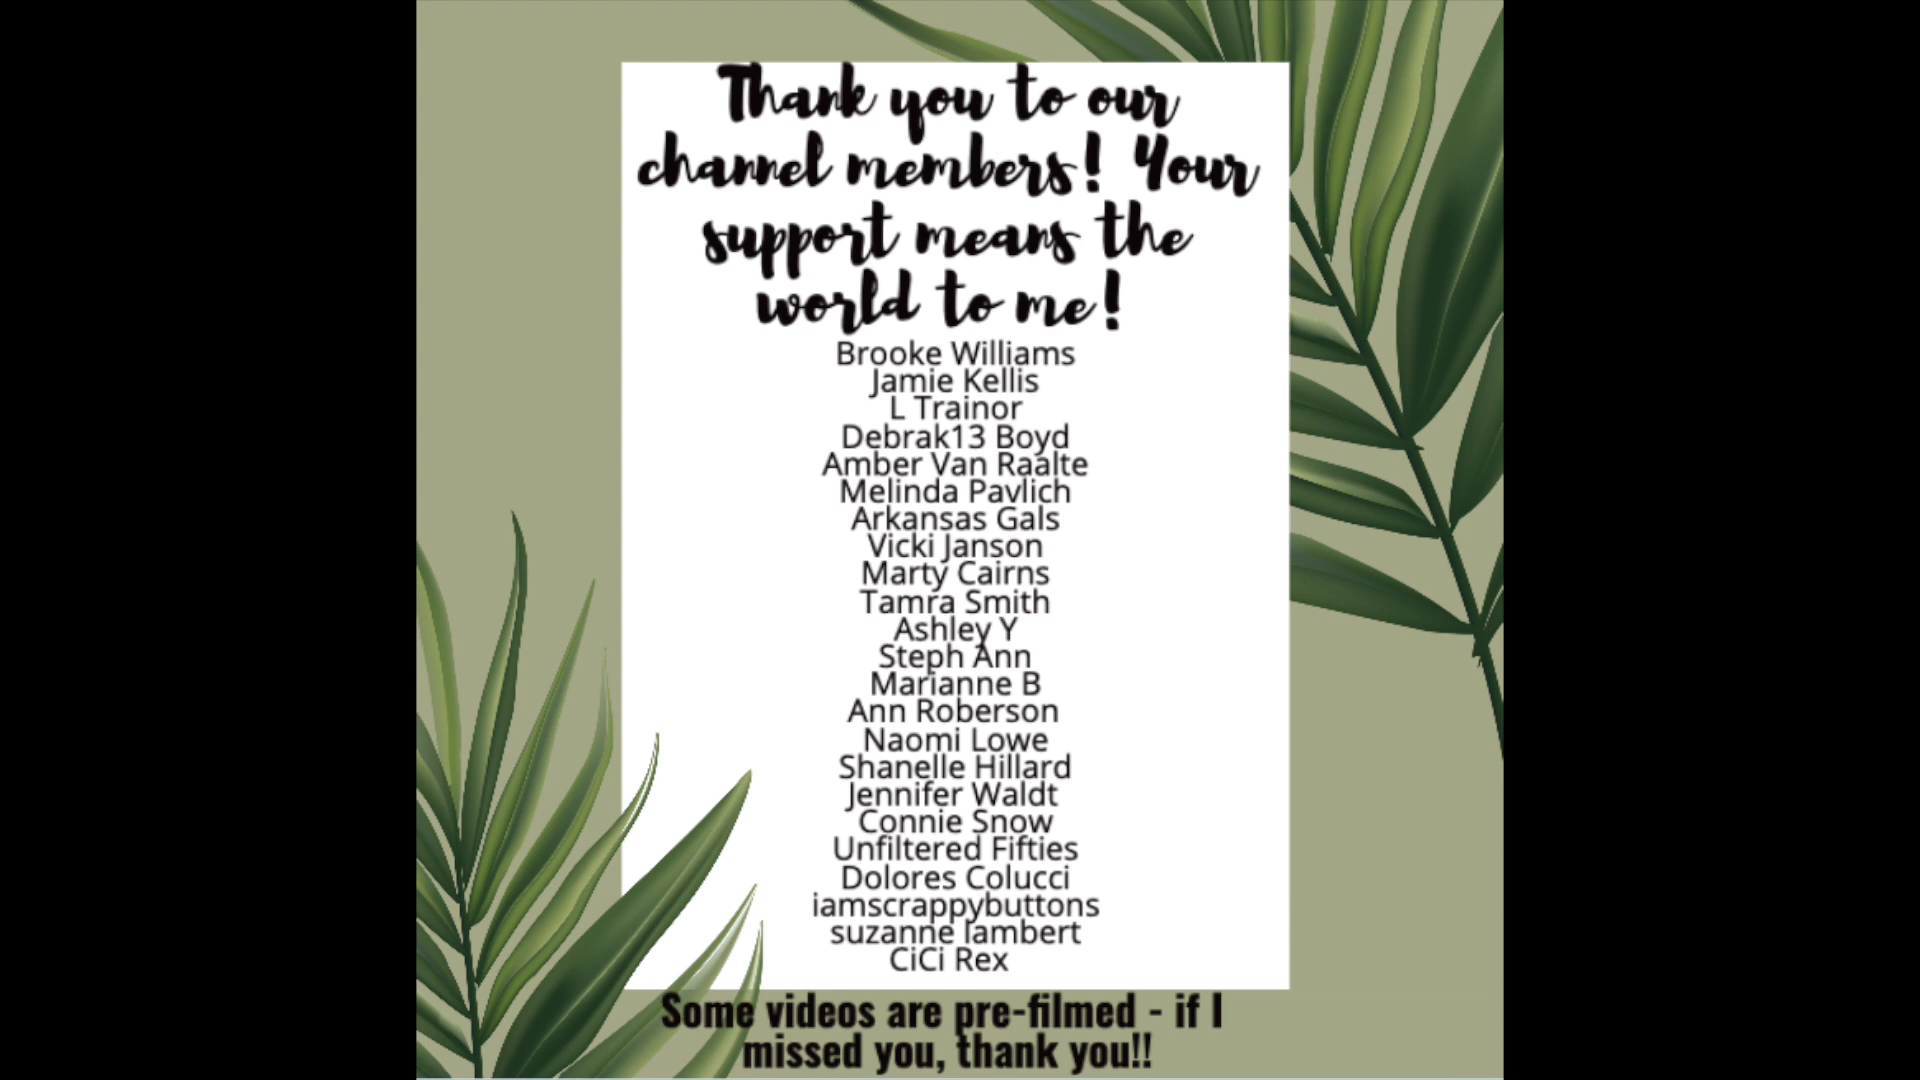 Thank you to our
channel members! Your
support means the
world to me!
Brooke Williams
Jamie Kellis
L Trainor
Debrak13 Boyd
Amber Van Raalte
Melinda Pavlich
Arkansas Gals
Vicki Janson
Marty Cairns
Tamra Smith
Ashley Y
Steph Ann
Marianne B
Ann Roberson
Naomi Lowe
Shanelle Hillard
Jennifer Waldt
Connie Snow
Unfiltered Fifties
Dolores Colucci
iamscrappybuttons
suzanne lambert
CiCi Rex
Some videos are pre-filmed - if I
missed you, thank you!!